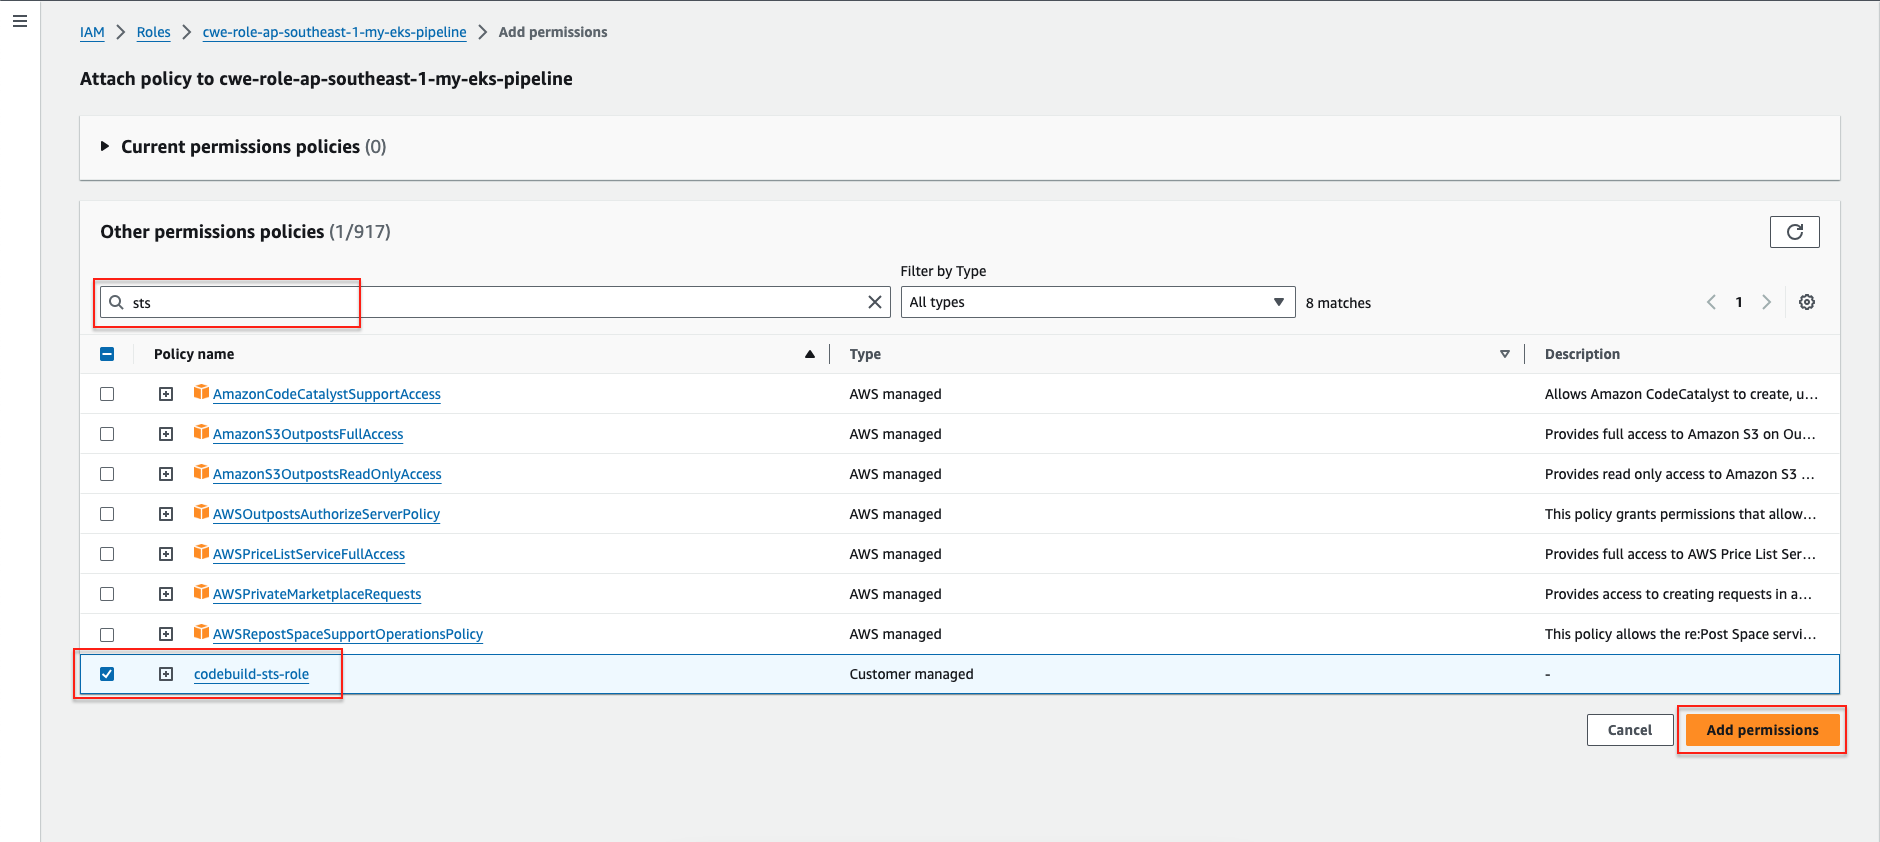 IAM > Roles > cwe-role-ap-southeast-1-my-eks-pipeline > Add permissions
Attach policy to cwe-role-ap-southeast-1-my-eks-pipeline
Current permissions policies (0)
Other permissions policies (1/917)
Filter by Type
sts All types 8 matches 1
Policy name Type Description
AmazonCodeCatalystSupportAccess AWS managed Allows Amazon CodeCatalyst to create, u...
AmazonS3OutpostsFullAccess AWS managed Provides full access to Amazon S3 on Ou...
AmazonS3OutpostsReadOnlyAccess AWS managed Provides read only access to Amazon S3 ...
AWSOutpostsAuthorizeServerPolicy AWS managed This policy grants permissions that allow...
AWSPriceListServiceFullAccess AWS managed Provides full access to AWS Price List Ser...
AWSPrivateMarketplaceRequests AWS managed Provides access to creating requests in a...
AWSRepostSpaceSupportOperationsPolicy AWS managed This policy allows the re:Post Space servi...
codebuild-sts-role Customer managed -
Cancel Add permissions